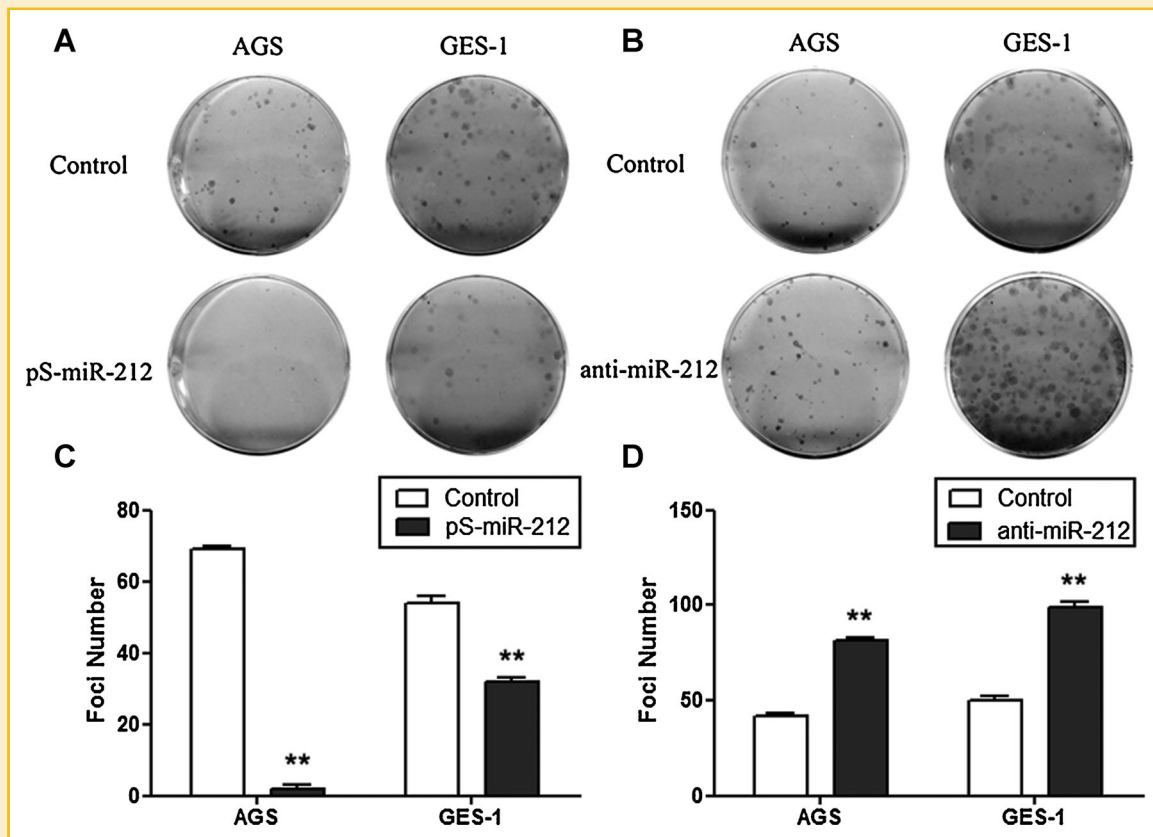 A
AGS
GES-1
B
AGS
GES-1
Control
Control
pS-miR-212
anti-miR-212
C
Control
pS-miR-212
80
60
40
20
0
Foci Number
**
**
AGS
GES-1
D
Control
anti-miR-212
150
100
50
0
Foci Number
**
**
AGS
GES-1